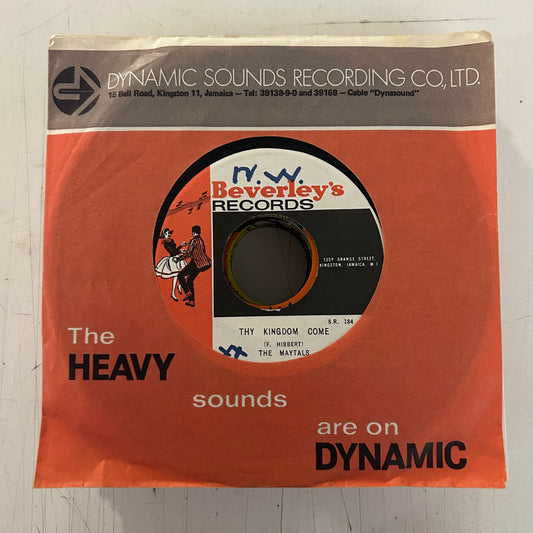 DYNAMIC SOUNDS RECORDING CO., LTD.
15 Bell Road, Kingston 11, Jamaica — Tel: 39138-9-0 and 39168 — Cable "Dynasound"
N.W.
Beverley's
RECORDS
135A ORANGE STREET
KINGSTON, JAMAICA W I
S.R. 184
THY KINGDOM COME
(F. HIBBERT)
THE MAYTALS
The
HEAVY
sounds
are on
DYNAMIC